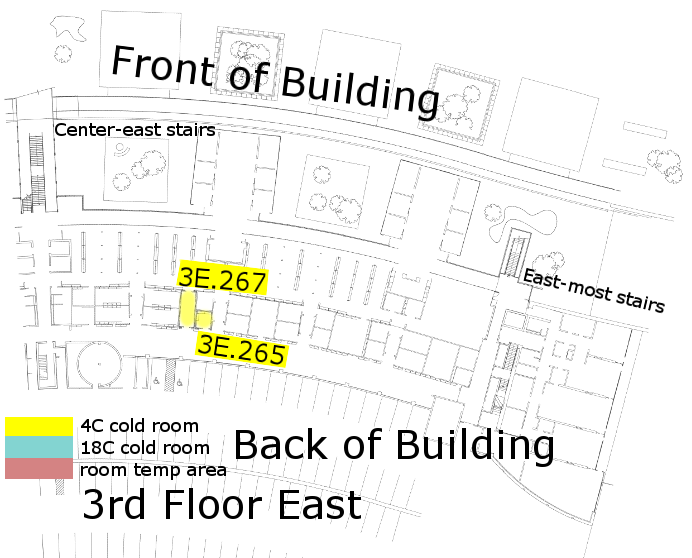 Front of Building
Center-east stairs
3E.267
East-most stairs
3E.265
4C cold room
18C cold room
room temp area
Back of Building
3rd Floor East